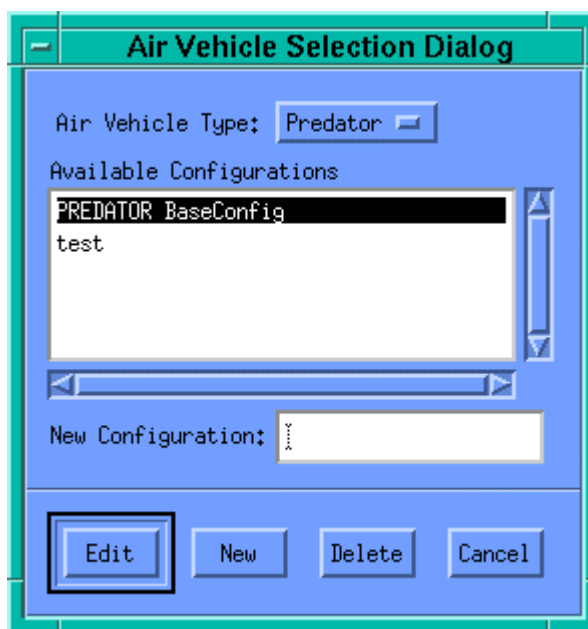 Air Vehicle Selection Dialog
Air Vehicle Type: Predator
Available Configurations
PREDATOR BaseConfig
test
New Configuration:
Edit New Delete Cancel